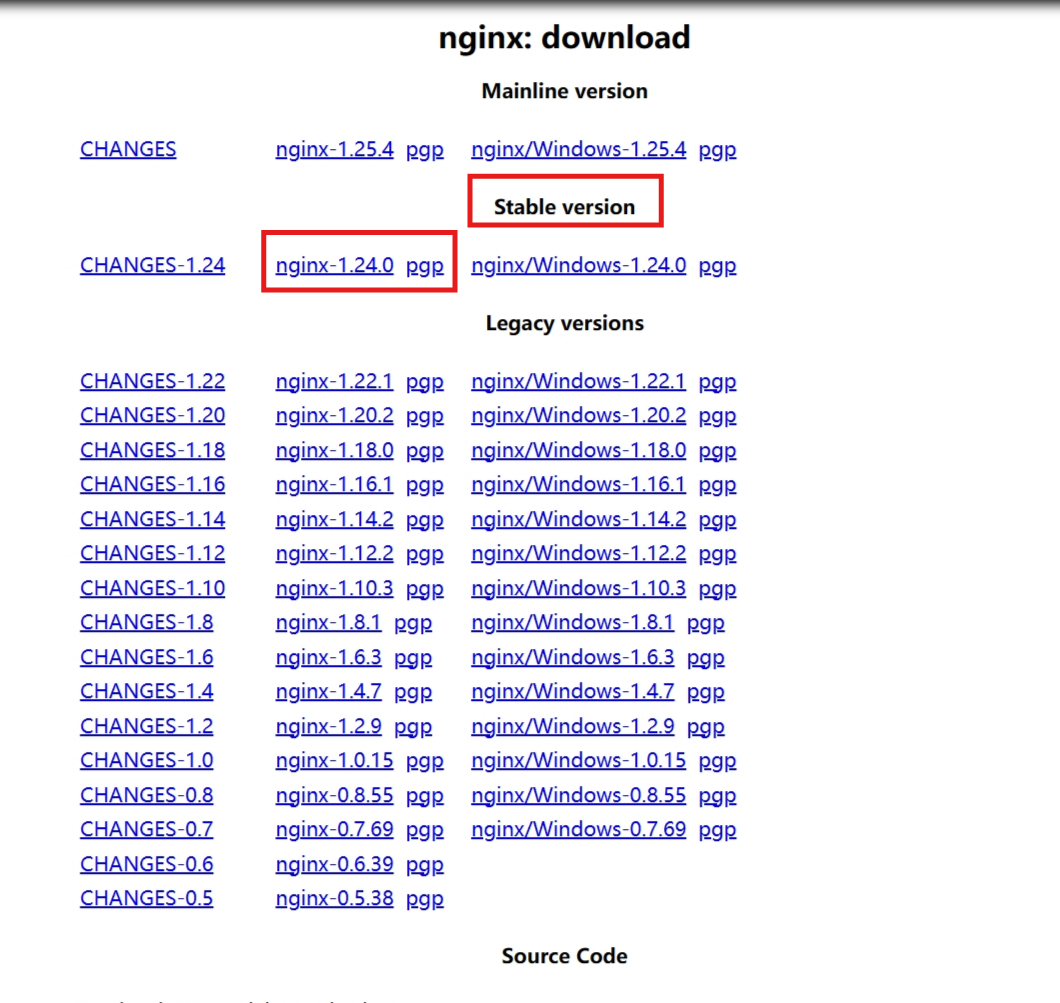 nginx: download
Mainline version
CHANGES nginx-1.25.4 pgp nginx/Windows-1.25.4 pgp
Stable version
CHANGES-1.24 nginx-1.24.0 pgp nginx/Windows-1.24.0 pgp
Legacy versions
CHANGES-1.22 nginx-1.22.1 pgp nginx/Windows-1.22.1 pgp
CHANGES-1.20 nginx-1.20.2 pgp nginx/Windows-1.20.2 pgp
CHANGES-1.18 nginx-1.18.0 pgp nginx/Windows-1.18.0 pgp
CHANGES-1.16 nginx-1.16.1 pgp nginx/Windows-1.16.1 pgp
CHANGES-1.14 nginx-1.14.2 pgp nginx/Windows-1.14.2 pgp
CHANGES-1.12 nginx-1.12.2 pgp nginx/Windows-1.12.2 pgp
CHANGES-1.10 nginx-1.10.3 pgp nginx/Windows-1.10.3 pgp
CHANGES-1.8 nginx-1.8.1 pgp nginx/Windows-1.8.1 pgp
CHANGES-1.6 nginx-1.6.3 pgp nginx/Windows-1.6.3 pgp
CHANGES-1.4 nginx-1.4.7 pgp nginx/Windows-1.4.7 pgp
CHANGES-1.2 nginx-1.2.9 pgp nginx/Windows-1.2.9 pgp
CHANGES-1.0 nginx-1.0.15 pgp nginx/Windows-1.0.15 pgp
CHANGES-0.8 nginx-0.8.55 pgp nginx/Windows-0.8.55 pgp
CHANGES-0.7 nginx-0.7.69 pgp nginx/Windows-0.7.69 pgp
CHANGES-0.6 nginx-0.6.39 pgp
CHANGES-0.5 nginx-0.5.38 pgp
Source Code